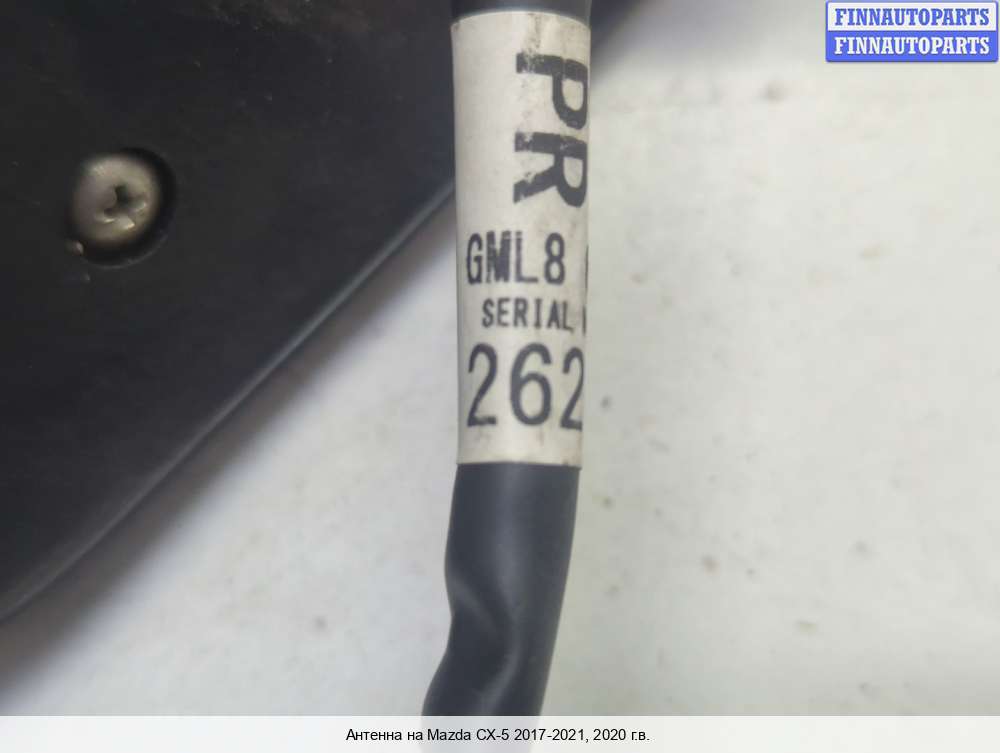 FINNAUTOPARTS
FINNAUTOPARTS
PR
GML8
SERIAL
262
Антенна на Mazda CX-5 2017-2021, 2020 г.в.